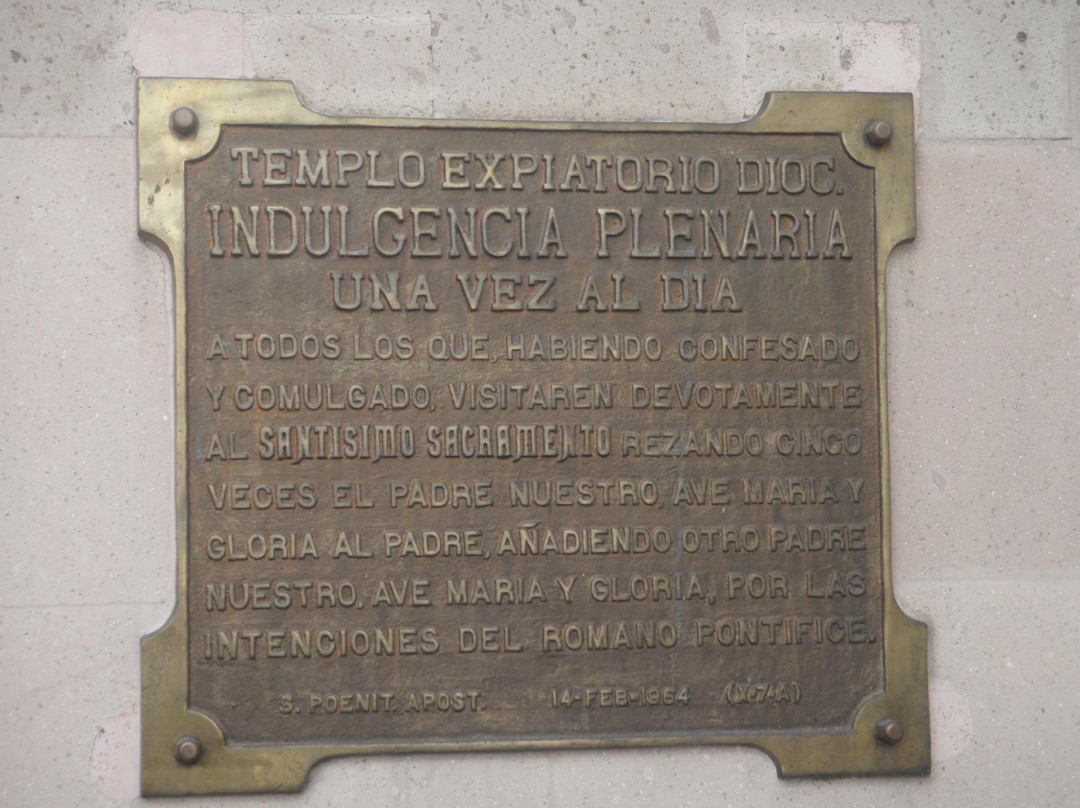 TEMPLO EXPIATORIO DIOC.
INDULGENCIA PLENARIA
UNA VEZ AL DIA
A TODOS LOS QUE, HABIENDO CONFESADO
Y COMULGADO, VISITAREN DEVOTAMENTE
AL SANTISIMO SACRAMENTO REZANDO CINCO
VECES EL PADRE NUESTRO, AVE MARIA Y
GLORIA AL PADRE, AÑADIENDO OTRO PADRE
NUESTRO, AVE MARIA Y GLORIA, POR LAS
INTENCIONES DEL ROMANO PONTIFICE.
S. POENIT. APOST. 14-FEB-1964